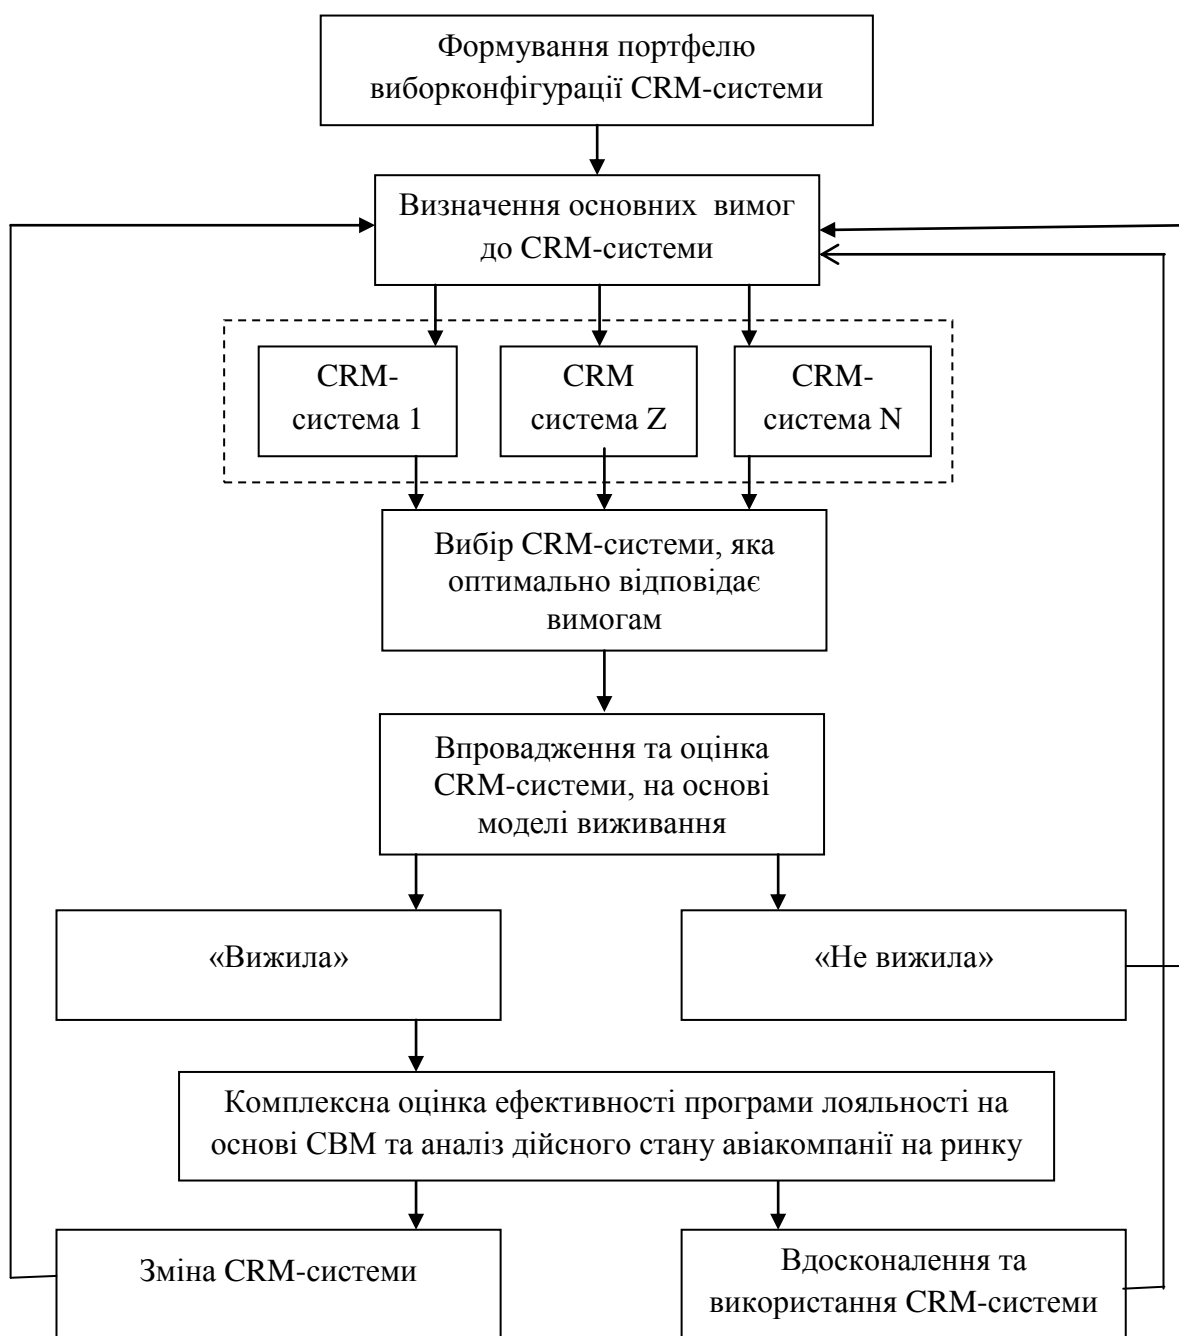 Формування портфелю
виборконфігурації CRM-системи
Визначення основних вимог
до CRM-системи
CRM-
система 1
CRM
система Z
CRM-
система N
Вибір CRM-системи, яка
оптимально відповідає
вимогам
Впровадження та оцінка
CRM-системи, на основі
моделі виживання
«Вижила»
«Не вижила»
Комплексна оцінка ефективності програми лояльності на
основі СВМ та аналіз дійсного стану авіакомпанії на ринку
Зміна CRM-системи
Вдосконалення та
використання CRM-системи